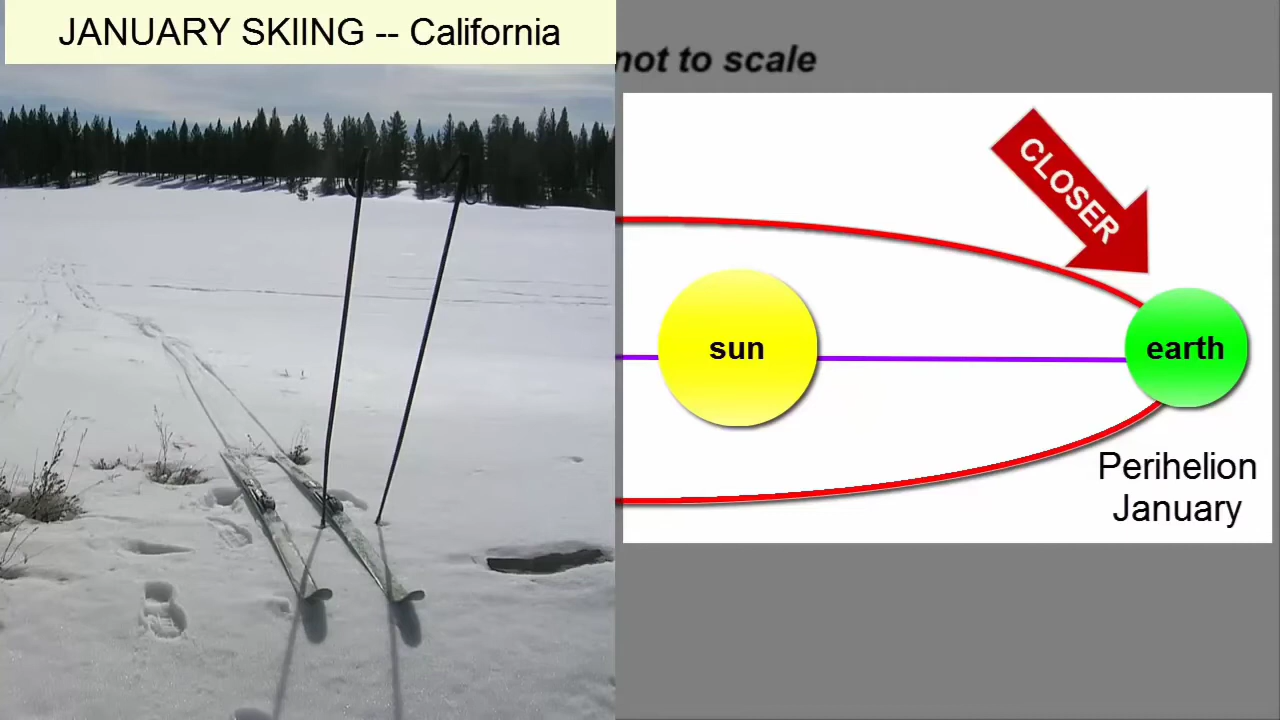 JANUARY SKIING -- California
not to scale
CLOSER
sun
earth
Perihelion
January